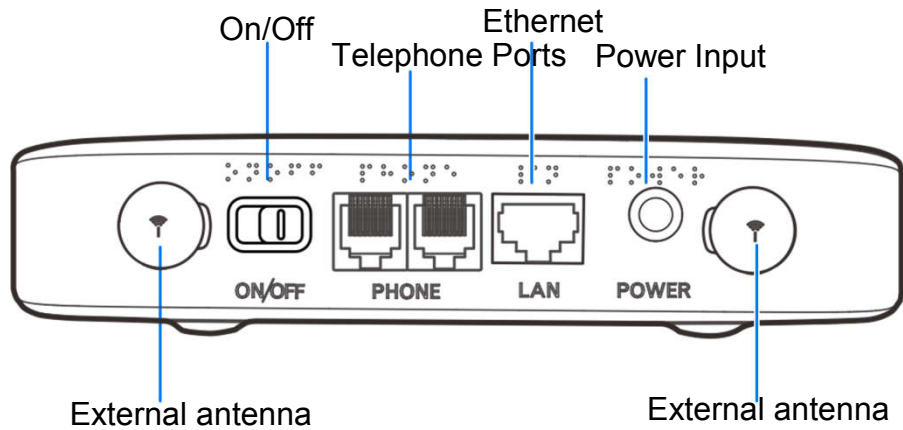 On/Off
Ethernet
Telephone Ports
Power Input
ON/OFF
PHONE
LAN
POWER
External antenna
External antenna